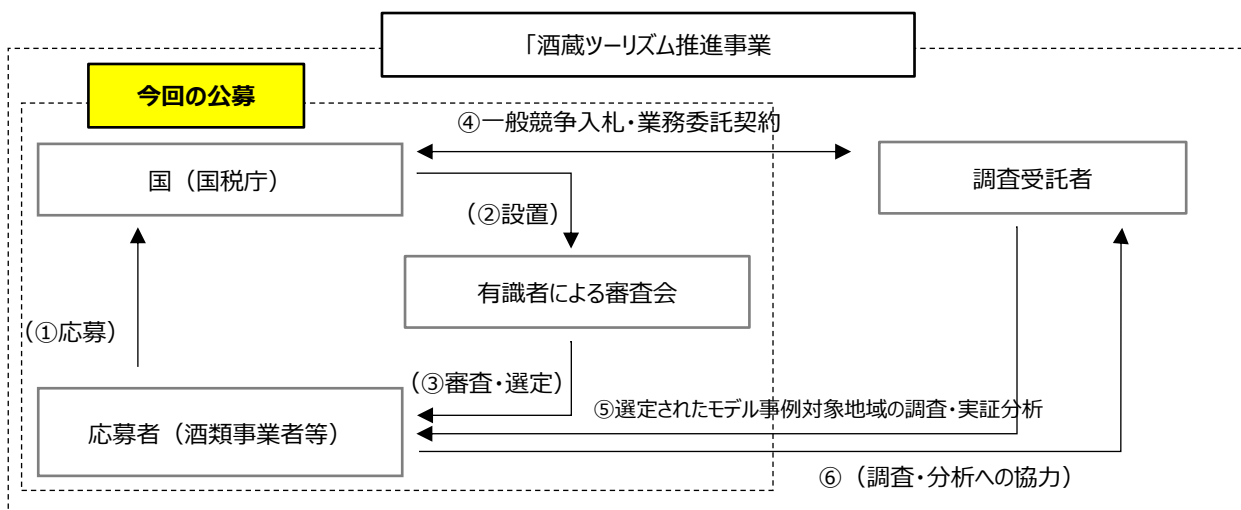 「酒蔵ツーリズム推進事業
今回の公募
④一般競争入札・業務委託契約
国（国税庁）
調査受託者
（②設置）
有識者による審査会
（①応募）
（③審査・選定）
⑤選定されたモデル事例対象地域の調査・実証分析
応募者（酒類事業者等）
⑥（調査・分析への協力）